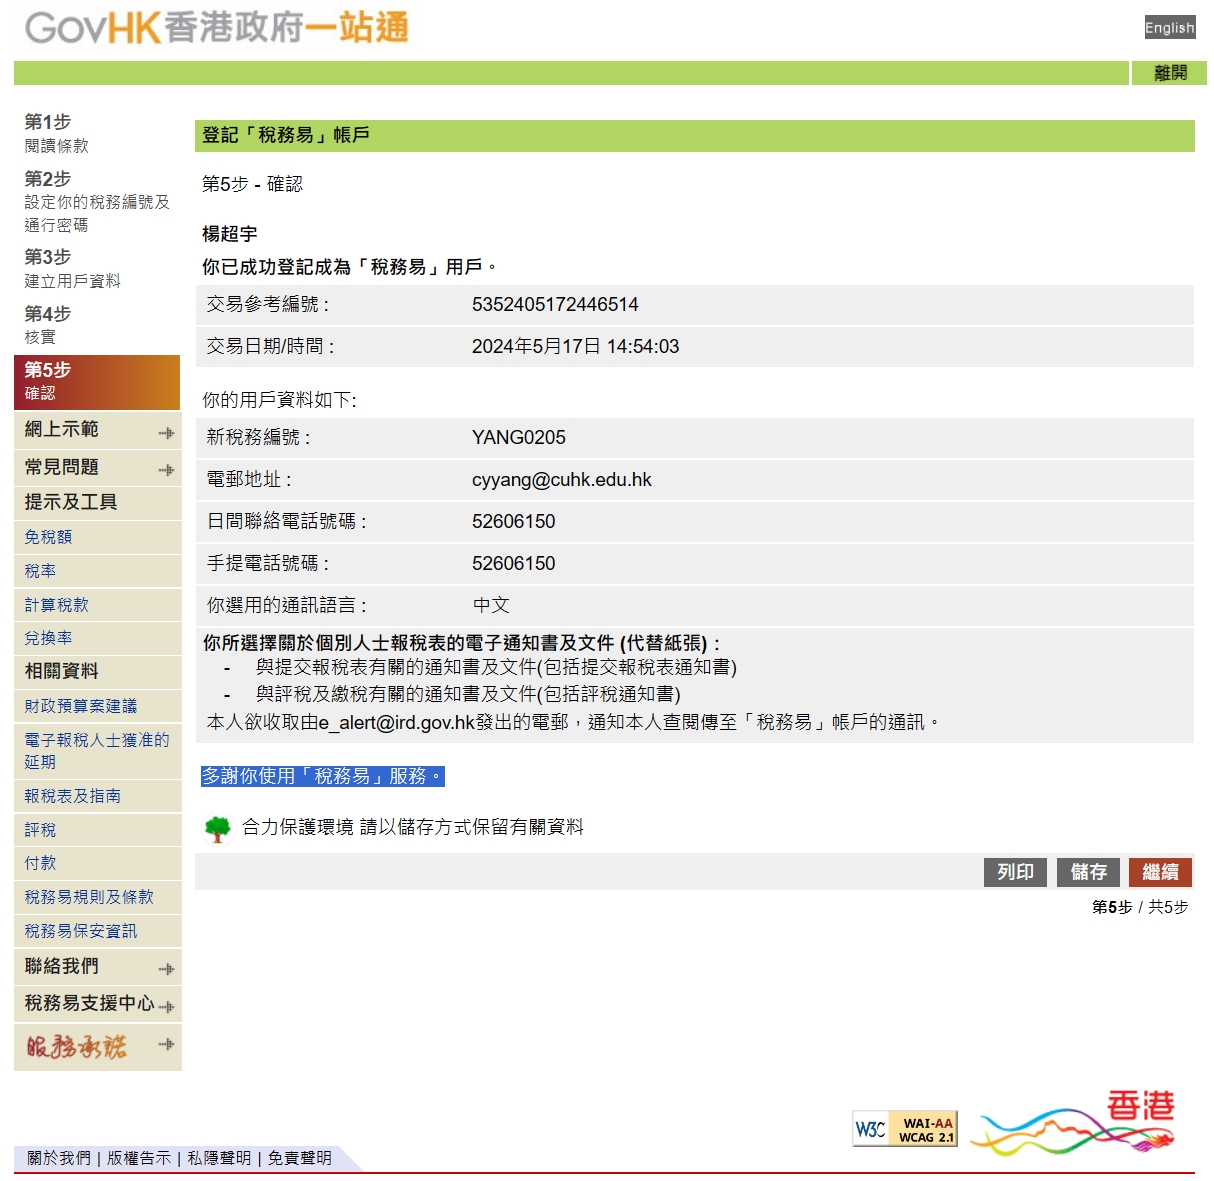 GovHK香港政府一站通
English
離開
第1步
閱讀條款
第2步
設定你的稅務編號及
通行密碼
第3步
建立用戶資料
第4步
核實
第5步
確認
網上示範
常見問題
提示及工具
免稅額
稅率
計算稅款
兌換率
相關資料
財政預算案建議
電子報稅人士獲准的
延期
報稅表及指南
評稅
付款
稅務易規則及條款
稅務易保安資訊
聯絡我們
稅務易支援中心
服務承諾
登記「稅務易」帳戶
第5步 - 確認
楊超宇
你已成功登記成為「稅務易」用戶。
交易參考編號 : 5352405172446514
交易日期/時間 : 2024年5月17日 14:54:03
你的用戶資料如下:
新稅務編號 : YANG0205
電郵地址 : cyyang@cuhk.edu.hk
日間聯絡電話號碼 : 52606150
手提電話號碼 : 52606150
你選用的通訊語言 : 中文
你所選擇關於個別人士報稅表的電子通知書及文件 (代替紙張) :
- 與提交報稅表有關的通知書及文件(包括提交報稅表通知書)
- 與評稅及繳稅有關的通知書及文件(包括評稅通知書)
本人欲收取由e_alert@ird.gov.hk發出的電郵，通知本人查閱傳至「稅務易」帳戶的通訊。
多謝你使用「稅務易」服務。
合力保護環境 請以儲存方式保留有關資料
列印 儲存 繼續
第5步 / 共5步
W3C WAI-AA
WCAG 2.1
香港
關於我們 | 版權告示 | 私隱聲明 | 免責聲明